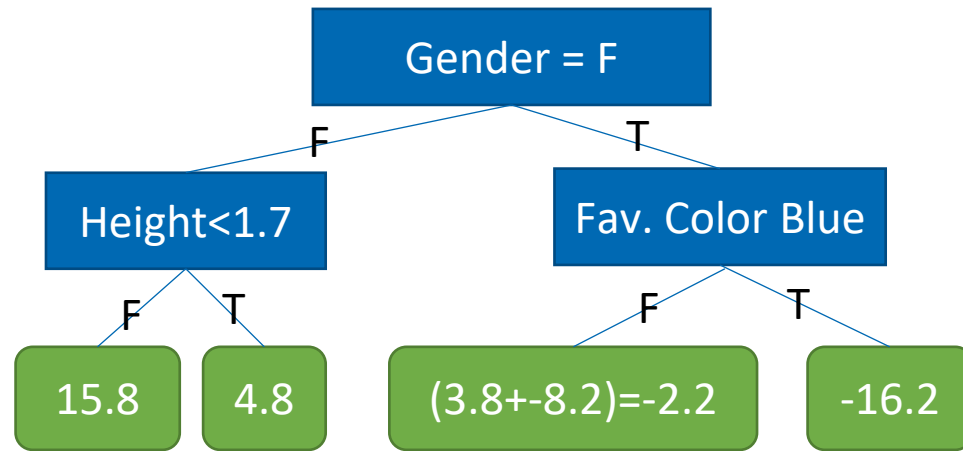 Gender = F
F
T
Height<1.7
Fav. Color Blue
F
T
F
T
15.8
4.8
(3.8+-8.2)=-2.2
-16.2